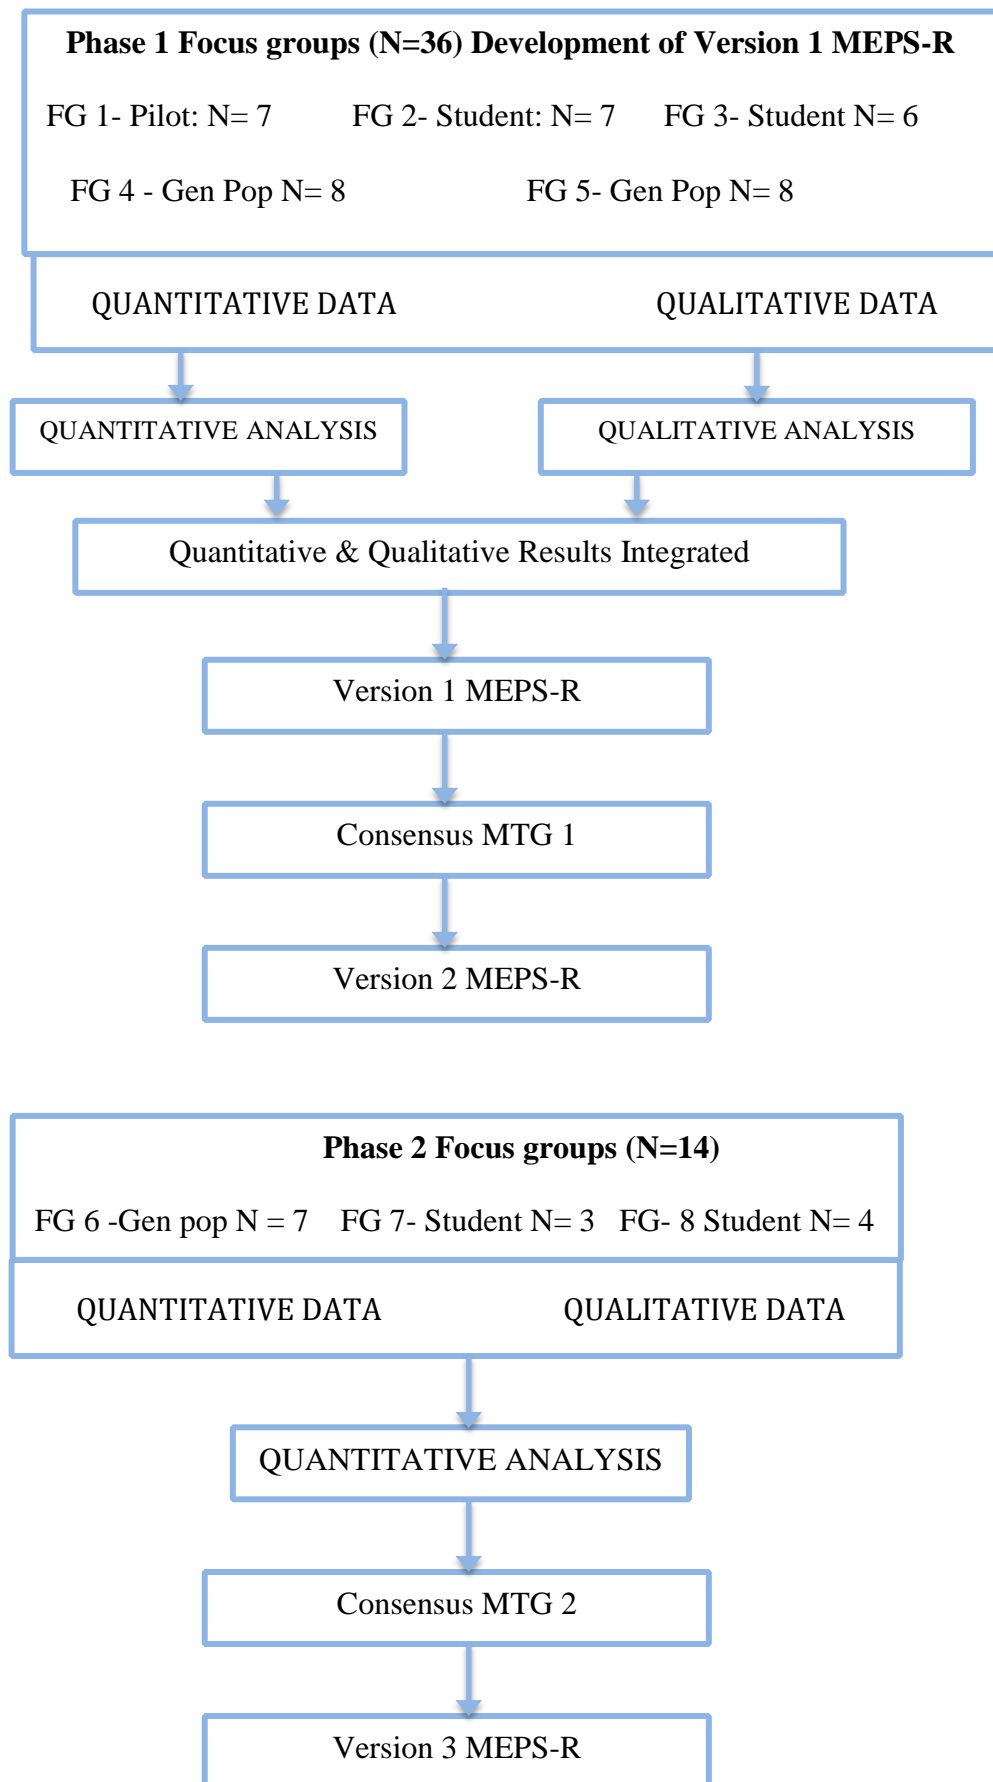 Phase 1 Focus groups (N=36) Development of Version 1 MEPS-R
FG 1- Pilot: N= 7 FG 2- Student: N= 7 FG 3- Student N= 6
FG 4 - Gen Pop N= 8 FG 5- Gen Pop N= 8
QUANTITATIVE DATA QUALITATIVE DATA
QUANTITATIVE ANALYSIS QUALITATIVE ANALYSIS
Quantitative & Qualitative Results Integrated
Version 1 MEPS-R
Consensus MTG 1
Version 2 MEPS-R
Phase 2 Focus groups (N=14)
FG 6 -Gen pop N = 7 FG 7- Student N= 3 FG- 8 Student N= 4
QUANTITATIVE DATA QUALITATIVE DATA
QUANTITATIVE ANALYSIS
Consensus MTG 2
Version 3 MEPS-R